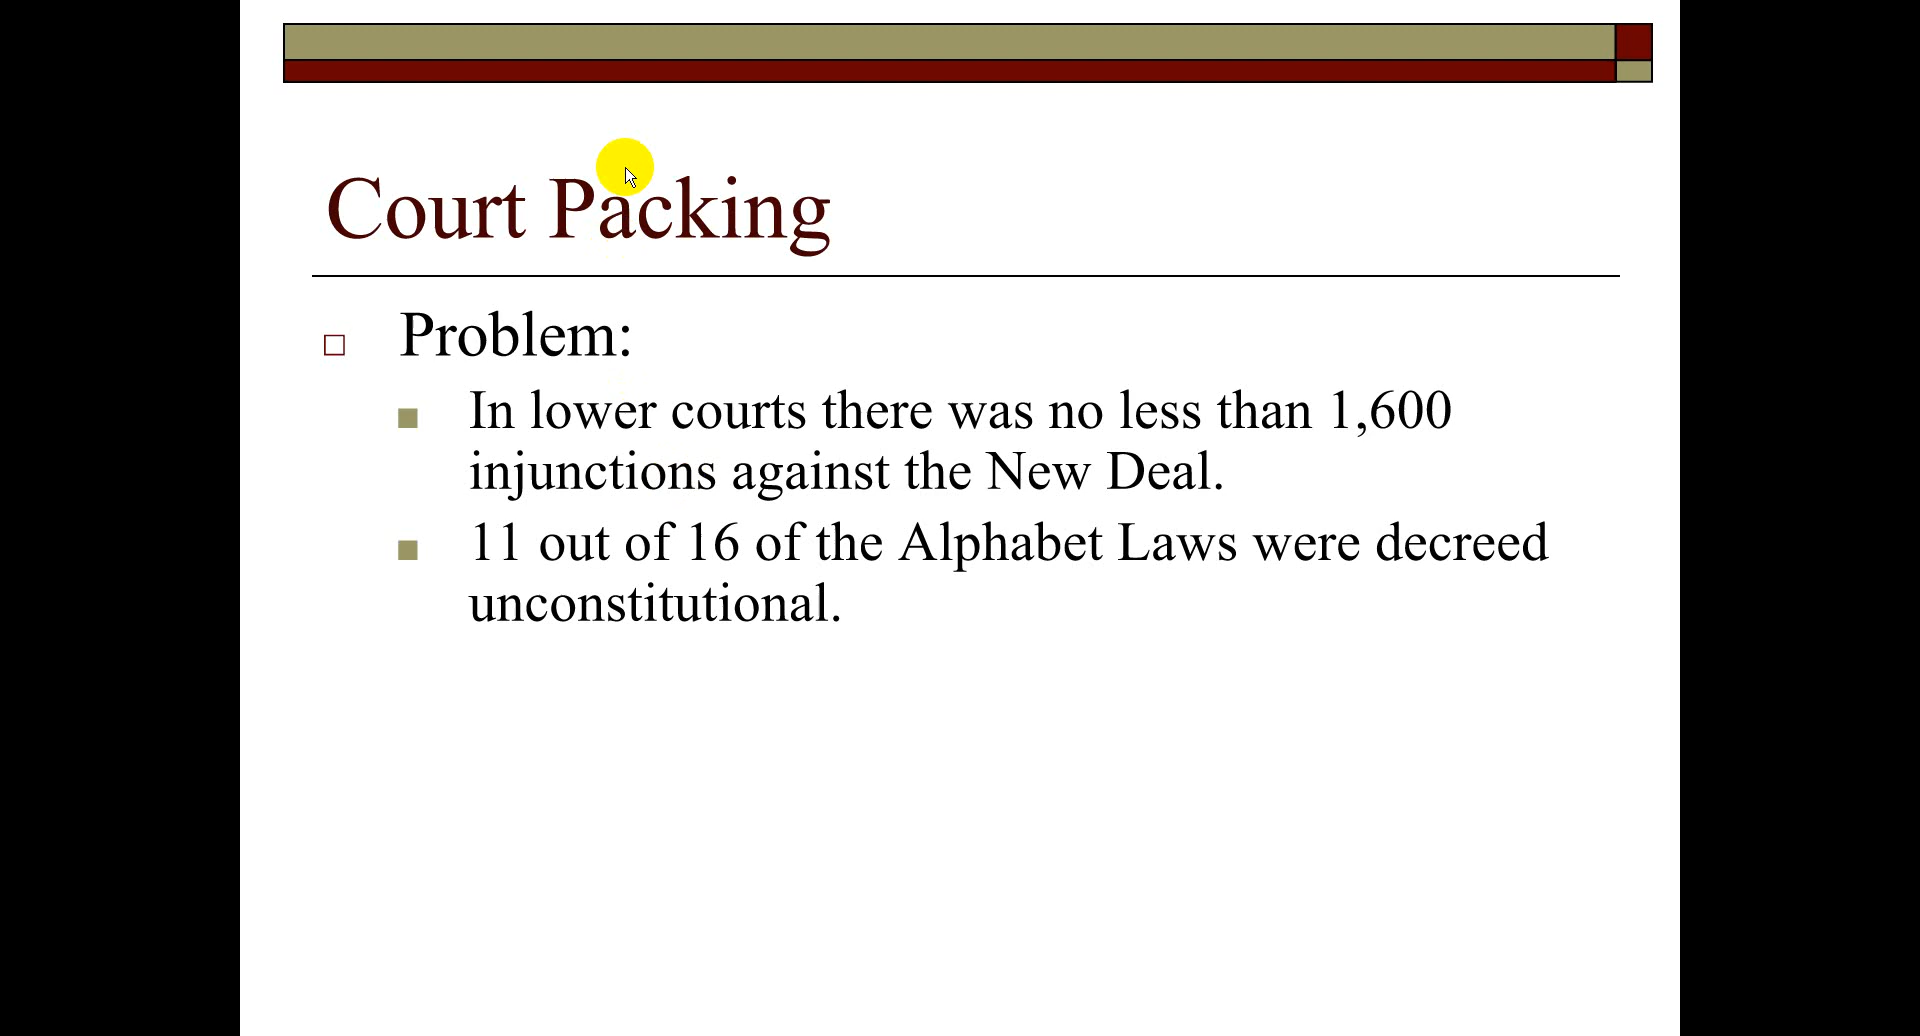 Court Packing
Problem:
In lower courts there was no less than 1,600
injunctions against the New Deal.
11 out of 16 of the Alphabet Laws were decreed
unconstitutional.